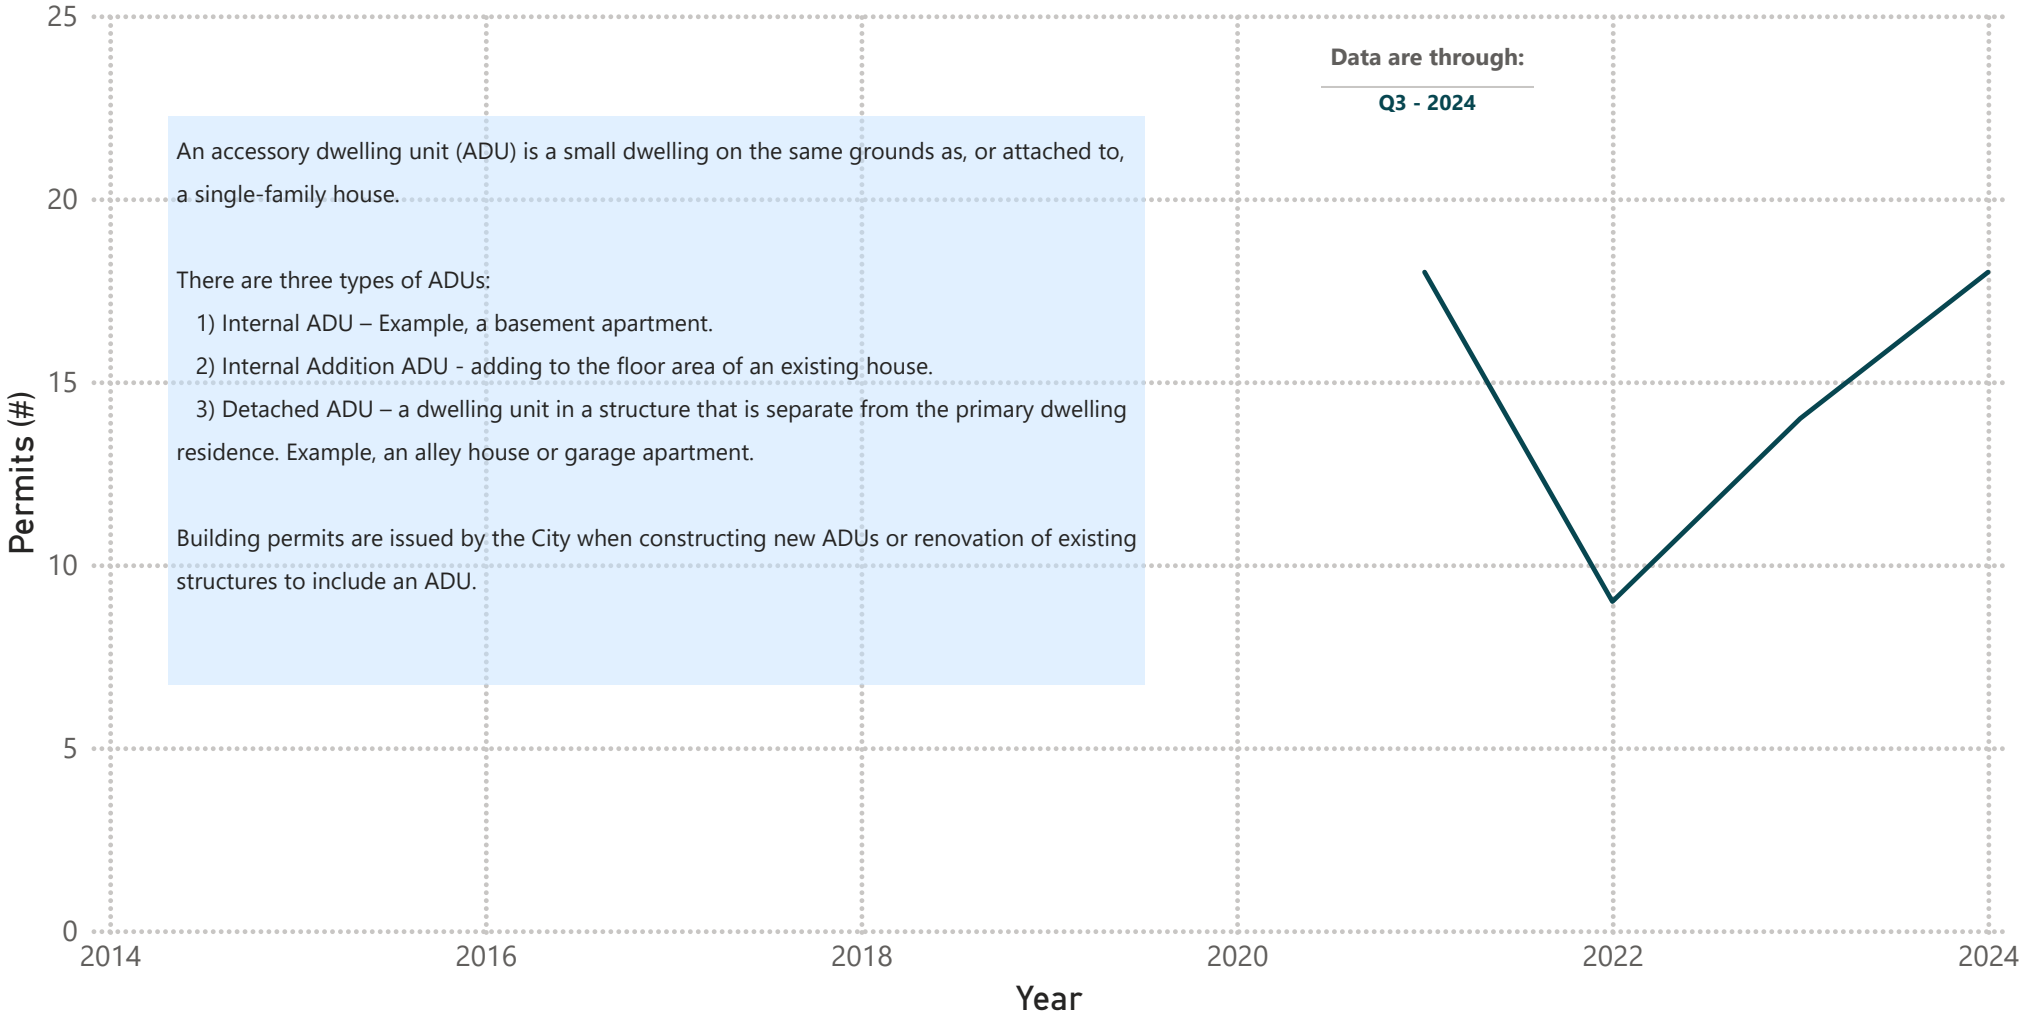 25
Data are through:
Q3 - 2024
An accessory dwelling unit (ADU) is a small dwelling on the same grounds as, or attached to,
a single-family house.
20
There are three types of ADUs:
1) Internal ADU – Example, a basement apartment.
2) Internal Addition ADU - adding to the floor area of an existing house.
15
3) Detached ADU – a dwelling unit in a structure that is separate from the primary dwelling
residence. Example, an alley house or garage apartment.
Permits (#)
Building permits are issued by the City when constructing new ADUs or renovation of existing
10
structures to include an ADU.
5
0
2014 2016 2018 2020 2022 2024
Year